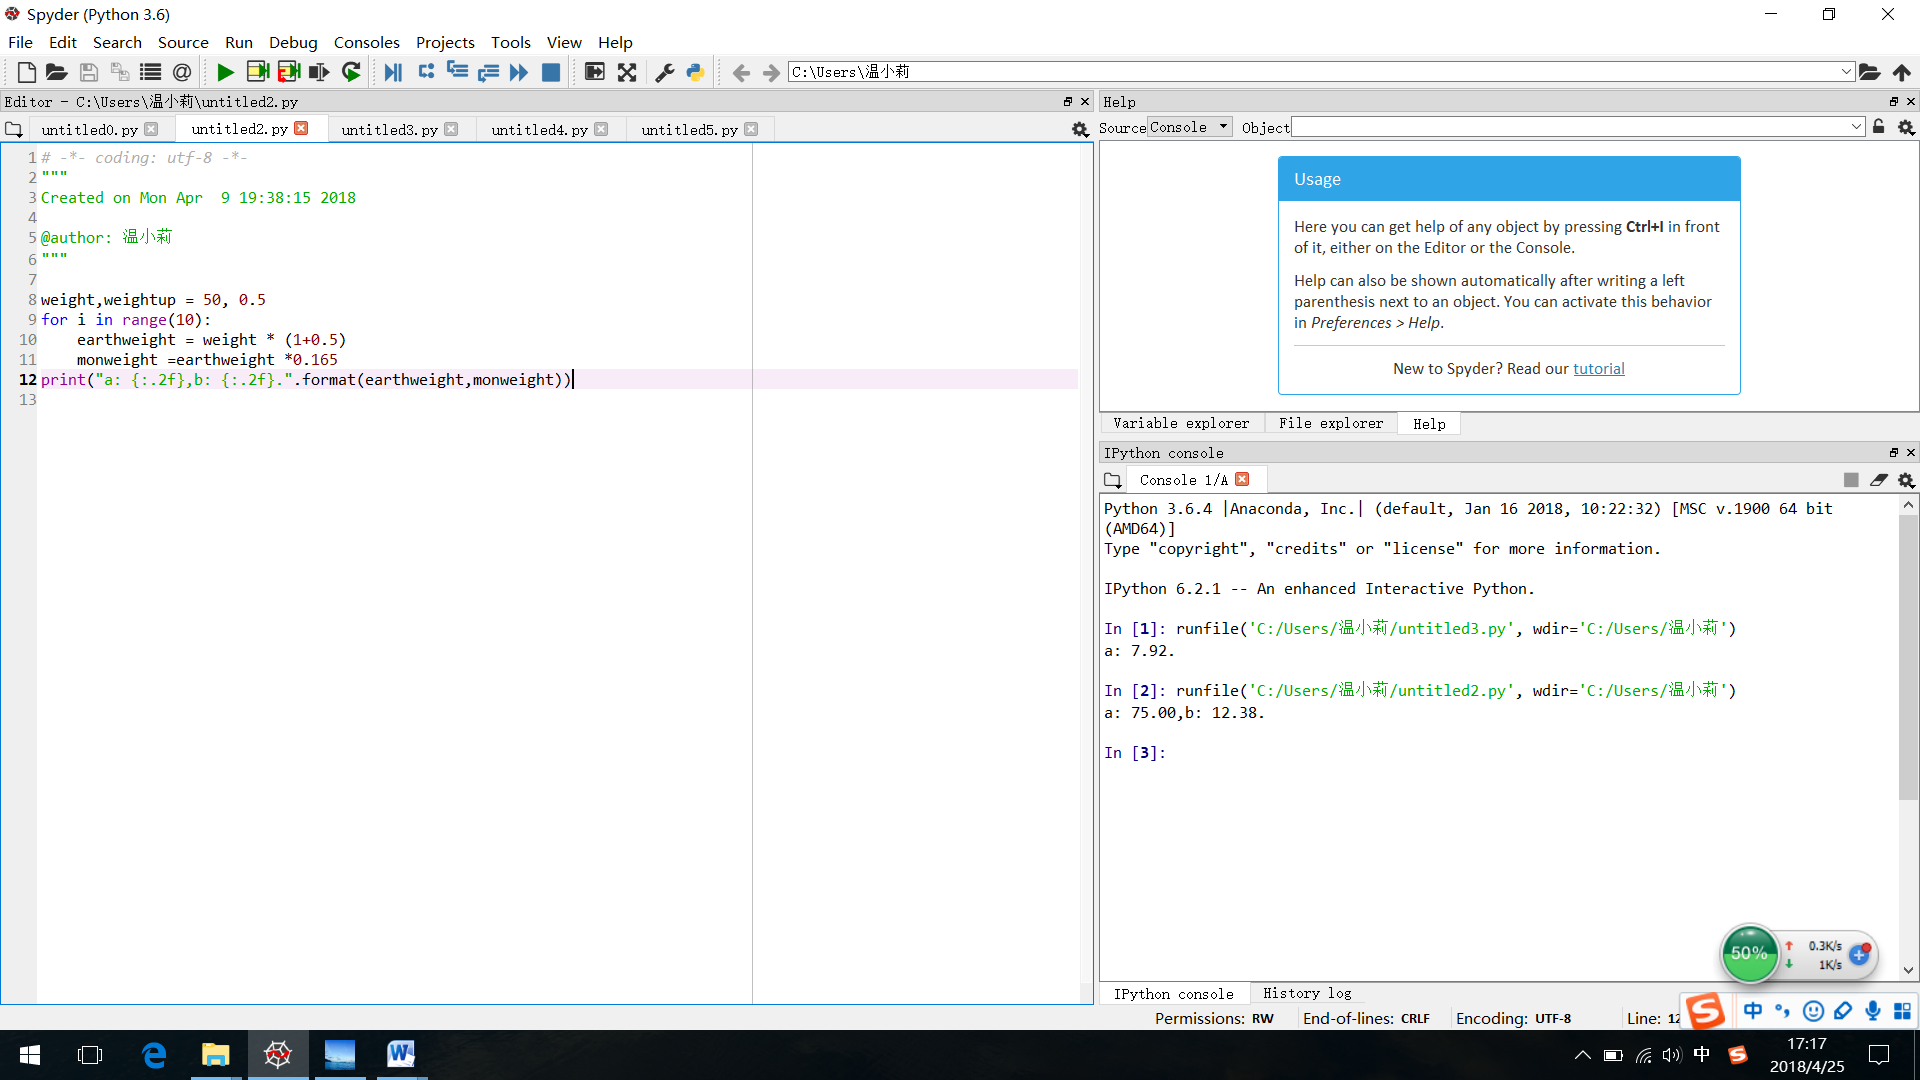 Spyder (Python 3.6)
File Edit Search Source Run Debug Consoles Projects Tools View Help
C:\Users\温小莉
Editor - C:\Users\温小莉\untitled2.py
untitled0.py untitled2.py untitled3.py untitled4.py untitled5.py
1 # -*- coding: utf-8 -*-
2 """
3 Created on Mon Apr  9 19:38:15 2018
4
5 @author: 温小莉
6 """
7
8 weight,weightup = 50, 0.5
9 for i in range(10):
10     earthweight = weight * (1+0.5)
11     monweight =earthweight *0.165
12 print("a: {:.2f},b: {:.2f}.".format(earthweight,monweight))
13
Help
Source Console Object
Usage
Here you can get help of any object by pressing Ctrl+I in front
of it, either on the Editor or the Console.
Help can also be shown automatically after writing a left
parenthesis next to an object. You can activate this behavior
in Preferences > Help.
New to Spyder? Read our tutorial
Variable explorer File explorer Help
IPython console
Console 1/A
Python 3.6.4 |Anaconda, Inc.| (default, Jan 16 2018, 10:22:32) [MSC v.1900 64 bit
(AMD64)]
Type "copyright", "credits" or "license" for more information.
IPython 6.2.1 -- An enhanced Interactive Python.
In [1]: runfile('C:/Users/温小莉/untitled3.py', wdir='C:/Users/温小莉')
a: 7.92.
In [2]: runfile('C:/Users/温小莉/untitled2.py', wdir='C:/Users/温小莉')
a: 75.00,b: 12.38.
In [3]:
50% 0.3K/s
1K/s
IPython console History log
Permissions: RW End-of-lines: CRLF Encoding: UTF-8 Line: 12
中
中
17:17
2018/4/25